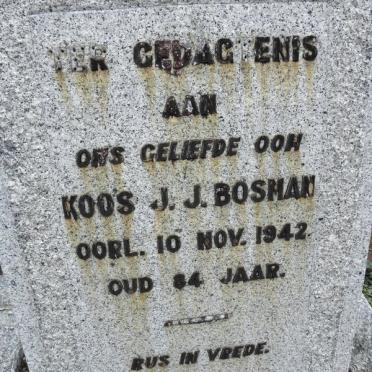 TER GEDAGTENIS
AAN
ONS GELIEFDE OOM
KOOS J. J. BOSMAN
OORL. 10 NOV. 1942.
OUD 84 JAAR.
RUS IN VREDE.